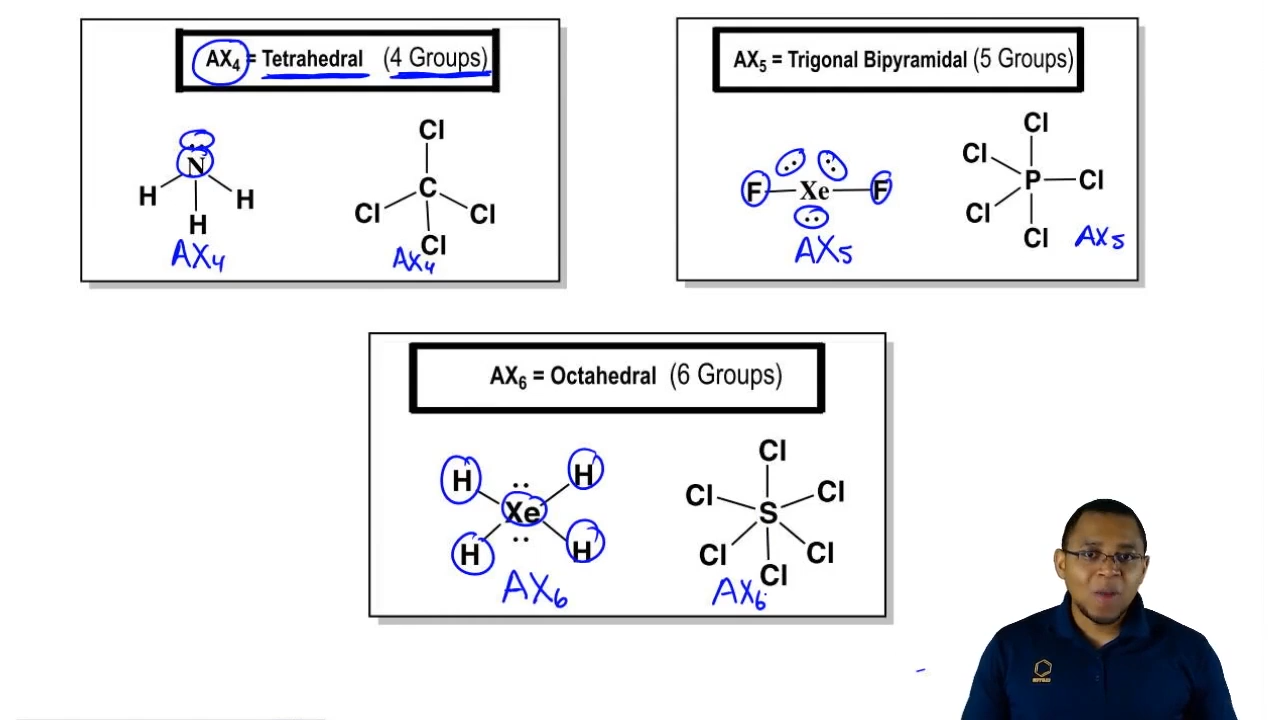 AX₄ = Tetrahedral (4 Groups)
N
H H
H
AX₄
Cl
C
Cl Cl
Cl
AX₄
AX₅ = Trigonal Bipyramidal (5 Groups)
F Xe F
AX₅
Cl
Cl
P Cl
Cl
Cl
AX₅
AX₆ = Octahedral (6 Groups)
H H
Xe
H H
AX₆
Cl
Cl Cl
S
Cl Cl
Cl
AX₆